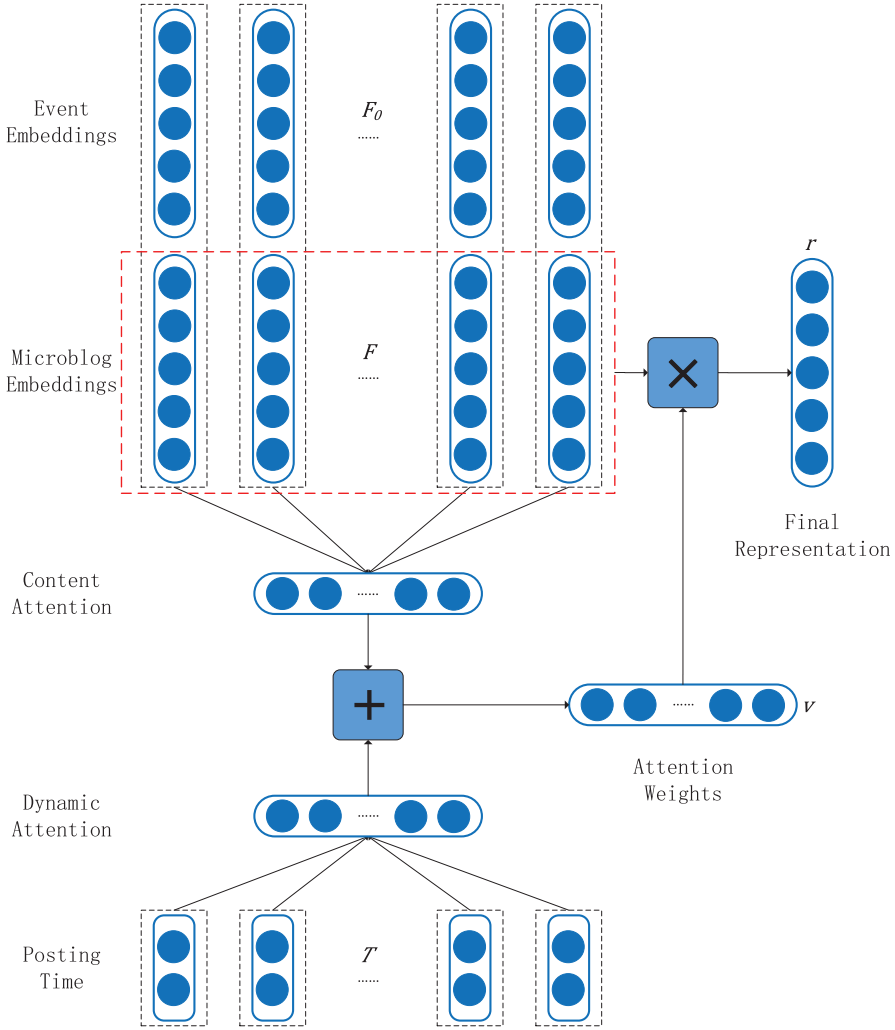 Event
Embeddings
F0
......
r
Microblog
Embeddings
F
......
×
Final
Representation
Content
Attention
......
+
......
v
Attention
Weights
Dynamic
Attention
......
Posting
Time
T
......